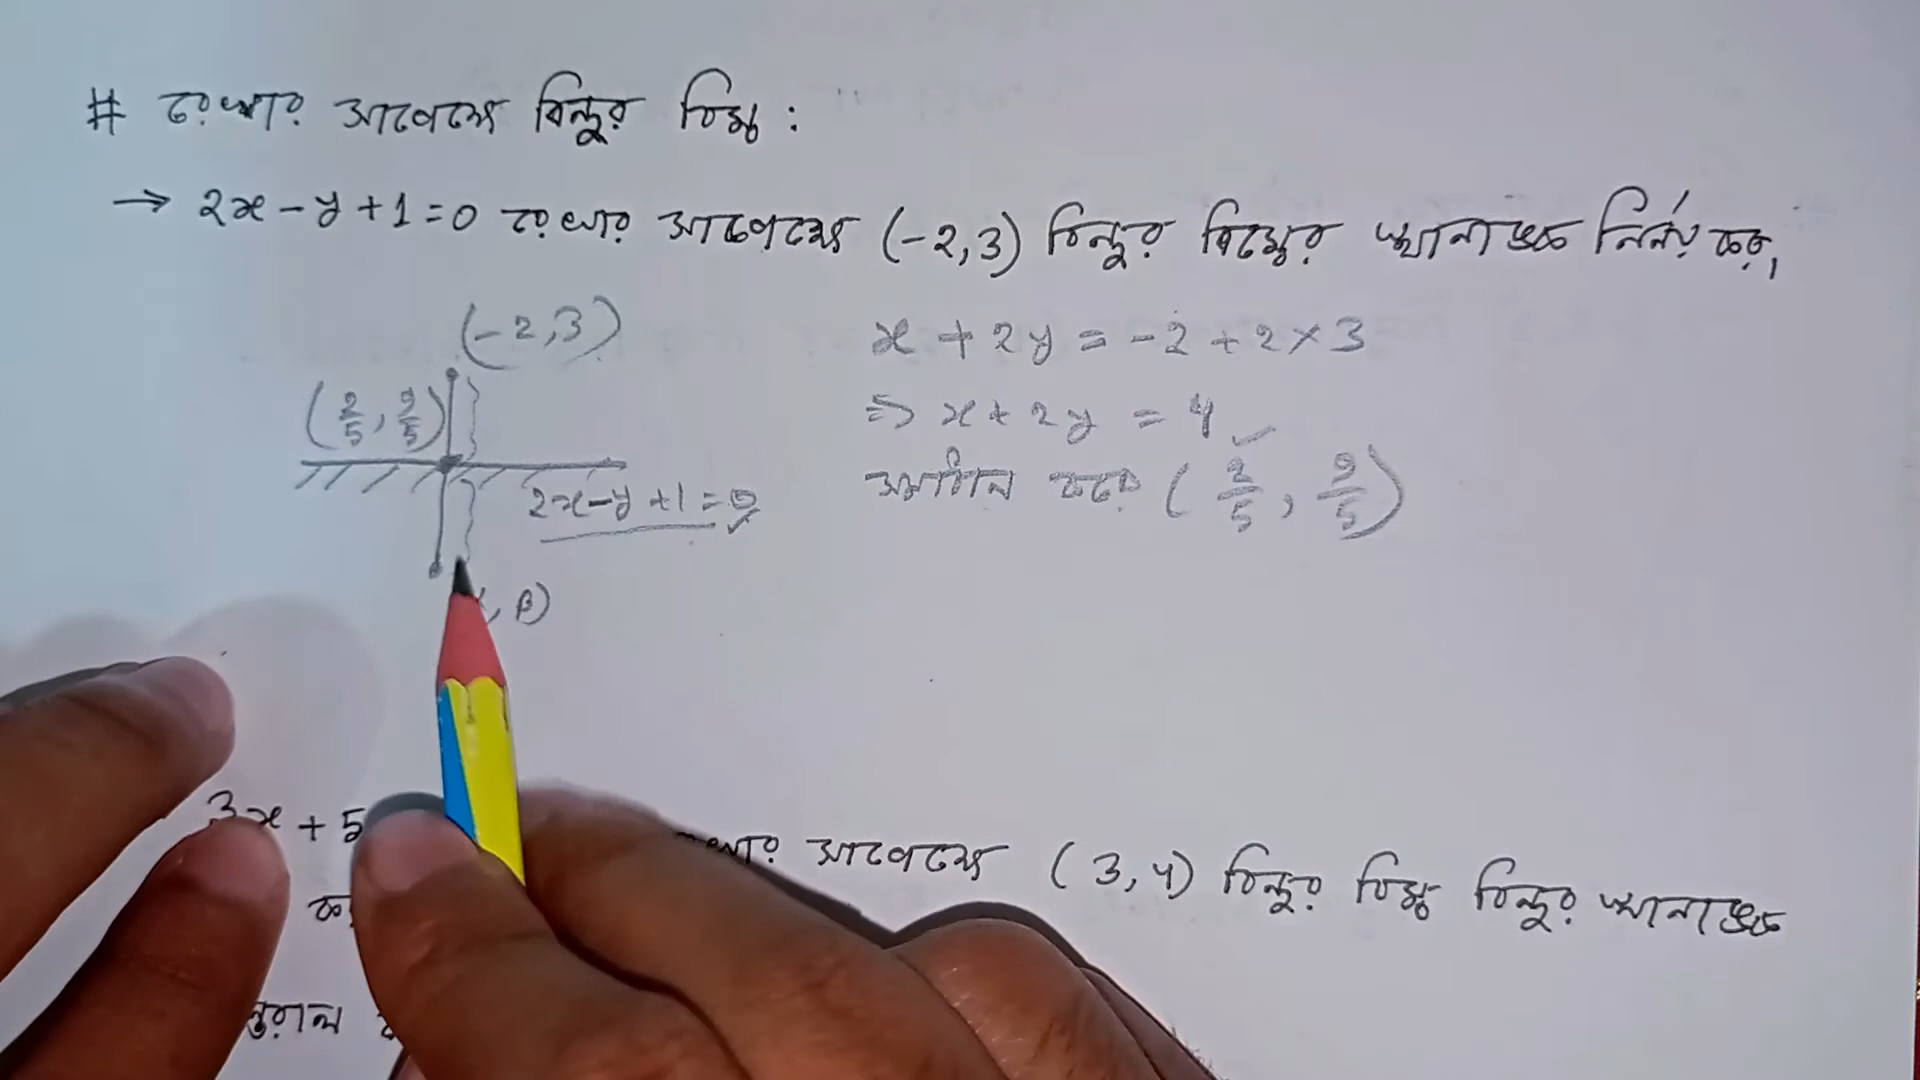 # রেখার সাপেক্ষে বিন্দুর বিম্ব :
→ 2x - y + 1 = 0 রেখার সাপেক্ষে (-2,3) বিন্দুর বিম্বের স্থানাঙ্ক নির্ণয় কর,
(-2,3)
(2/5, 9/5)
2x-y+1=0
, β)
x + 2y = -2 + 2×3
⇒ x + 2y = 4
সমাধান করে (2/5, 9/5)
3x + 5
সাপেক্ষে (3,4) বিন্দুর বিম্ব বিন্দুর স্থানাঙ্ক